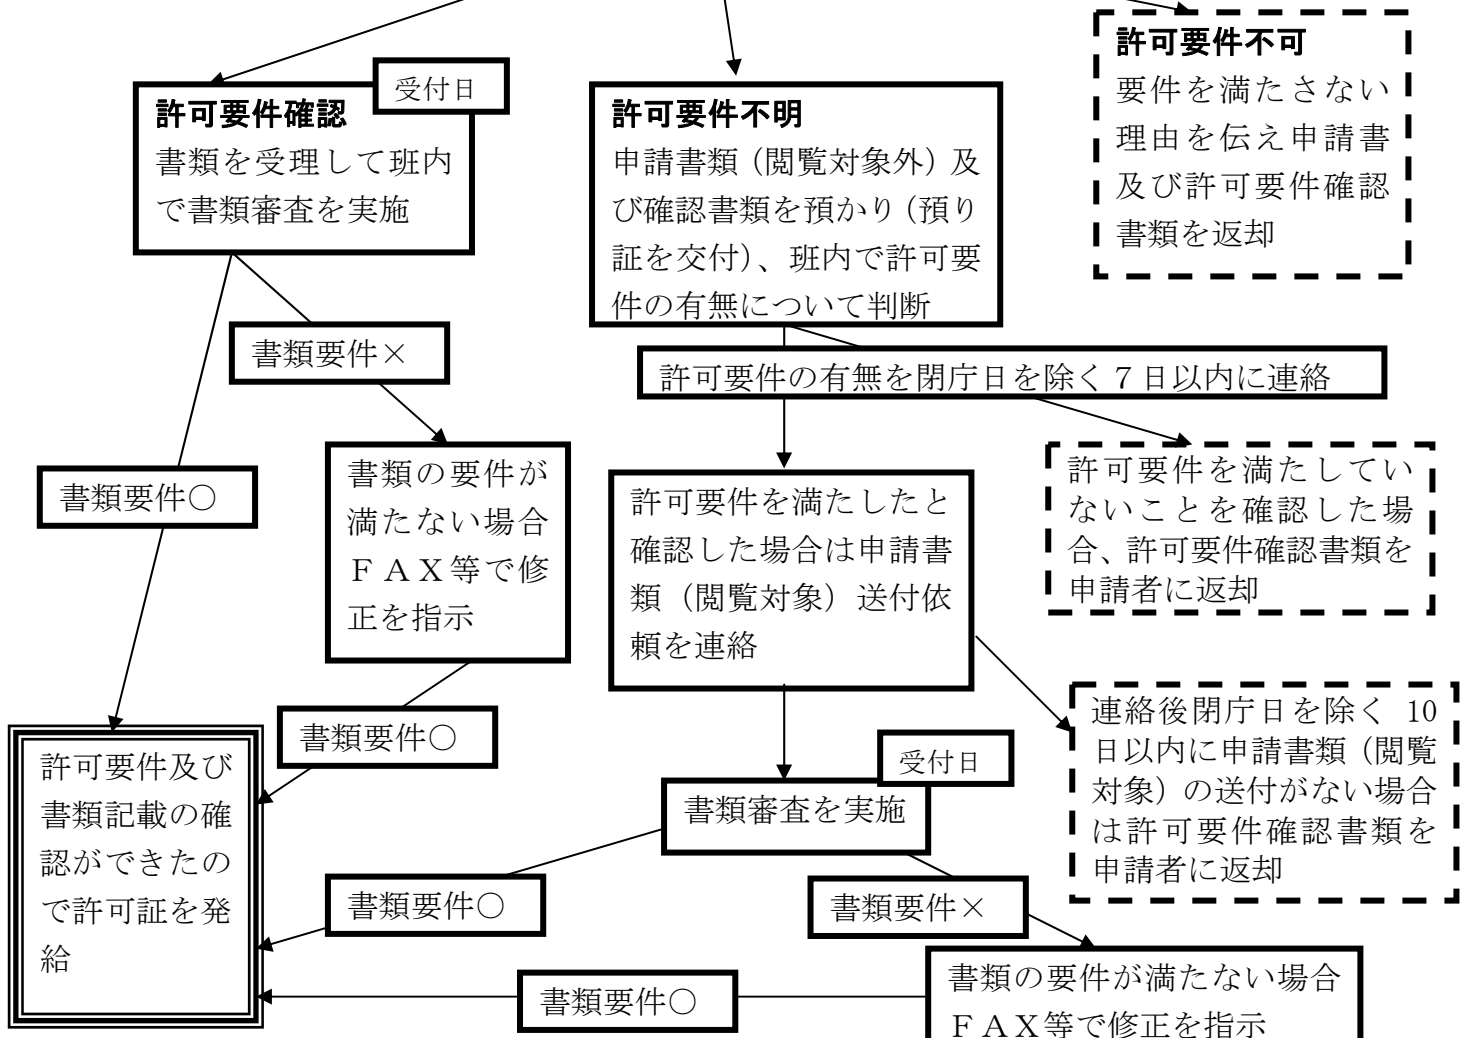 許可要件確認
受付日
書類を受理して班内
で書類審査を実施
許可要件不明
申請書類（閲覧対象外）及
び確認書類を預かり（預り
証を交付）、班内で許可要
件の有無について判断
許可要件不可
要件を満たさない
理由を伝え申請書
及び許可要件確認
書類を返却
書類要件×
許可要件の有無を閉庁日を除く７日以内に連絡
書類要件○
書類の要件が
満たない場合
ＦＡＸ等で修
正を指示
許可要件を満たしたと
確認した場合は申請書
類（閲覧対象）送付依
頼を連絡
許可要件を満たしてい
ないことを確認した場
合、許可要件確認書類を
申請者に返却
書類要件○
連絡後閉庁日を除く 10
日以内に申請書類（閲覧
対象）の送付がない場合
は許可要件確認書類を
申請者に返却
許可要件及び
書類記載の確
認ができたの
で許可証を発
給
受付日
書類審査を実施
書類要件○
書類要件×
書類要件○
書類の要件が満たない場合
ＦＡＸ等で修正を指示